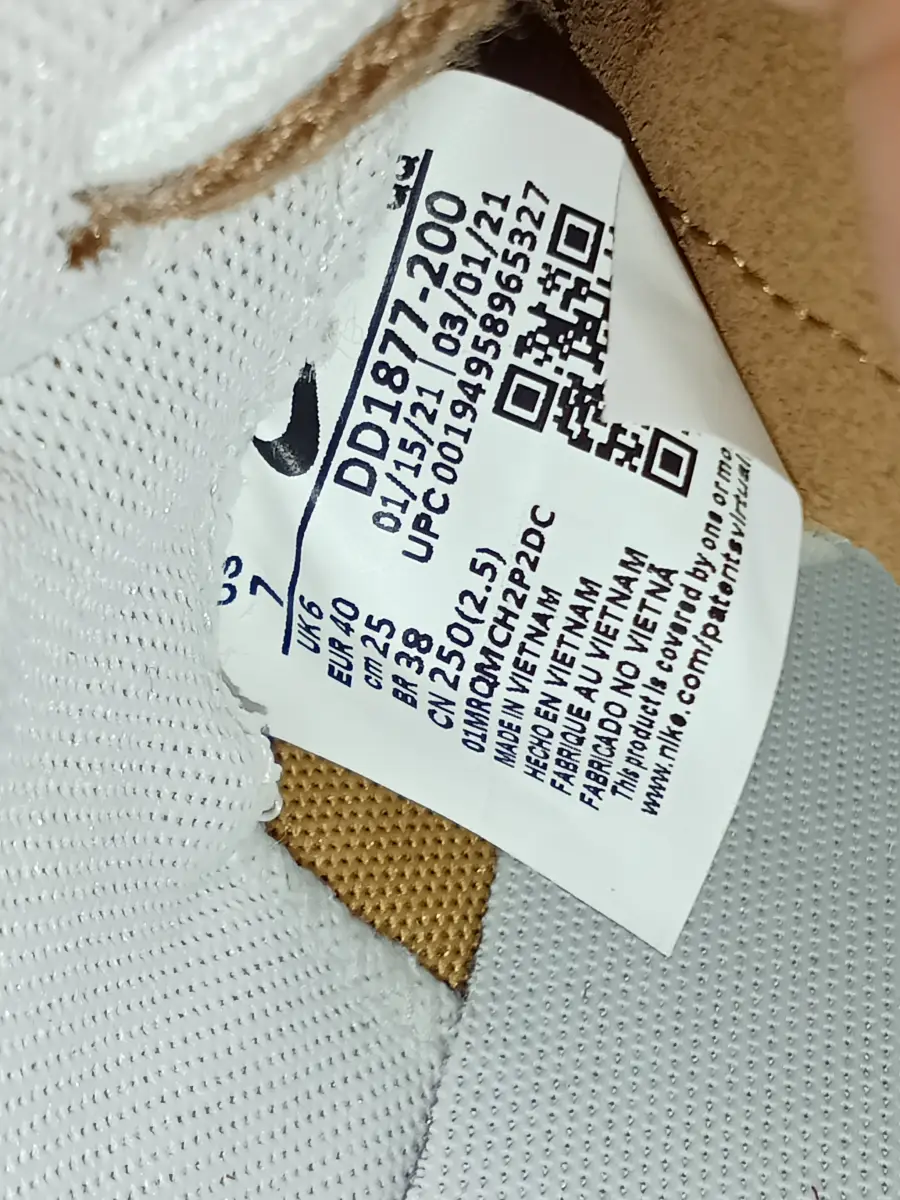 US
7
UK 6
EUR 40
cm 25
BR 38
CN 250(2.5)
DD1877-200
01/15/21 | 03/01/21
UPC 00194958965327
01MRQMCH2P2DC
MADE IN VIETNAM
HECHO EN VIETNAM
FABRIQUE AU VIETNAM
FABRICADO NO VIETNÃ
This product is covered by one or mo
www.nike.com/patentsvirtual